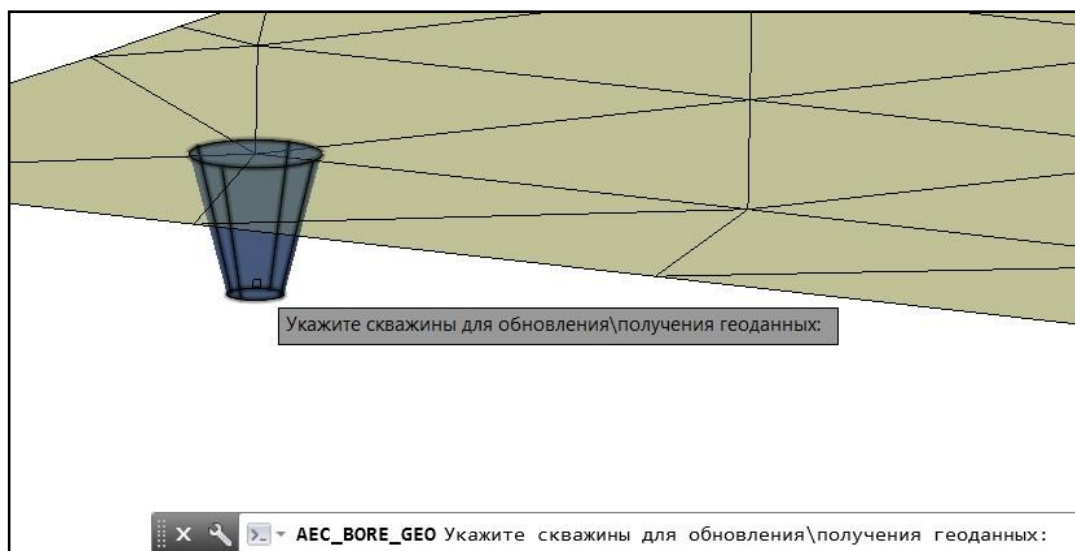 Укажите скважины для обновления\получения геоданных:
AEC_BORE_GEO Укажите скважины для обновления\получения геоданных: